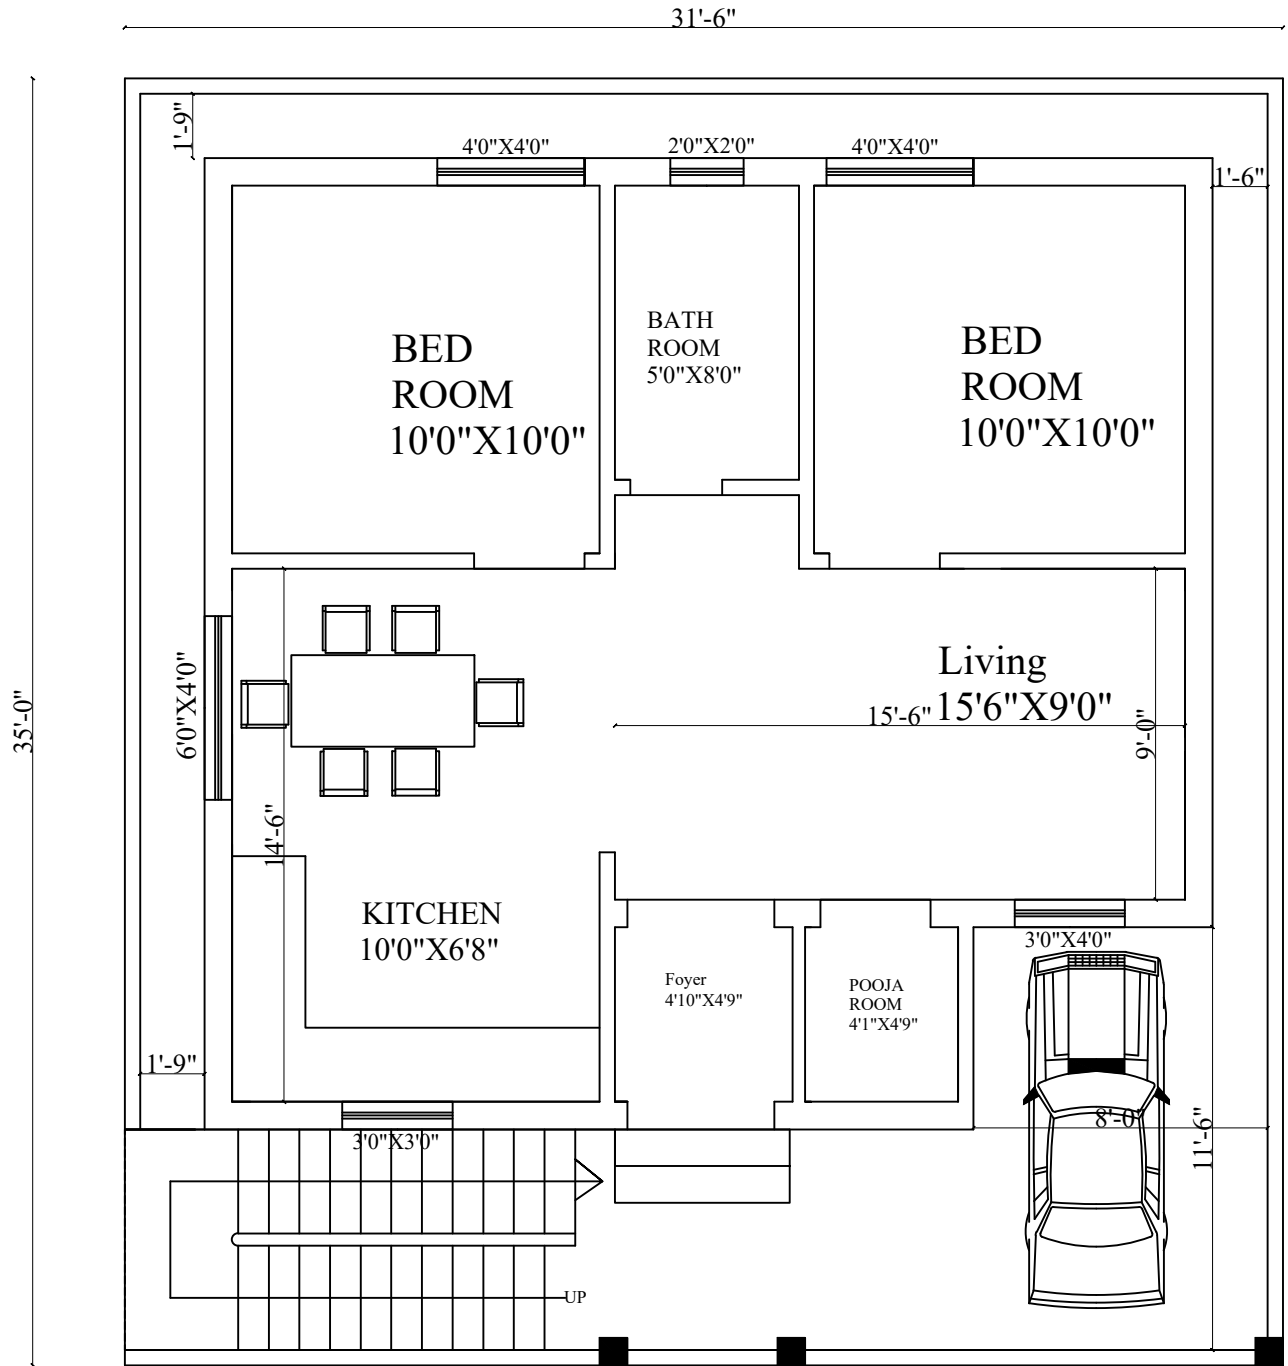 31'-6"
1'-9"
4'0"X4'0"
2'0"X2'0"
4'0"X4'0"
1'-6"
BED
ROOM
10'0"X10'0"
BATH
ROOM
5'0"X8'0"
BED
ROOM
10'0"X10'0"
35'-0"
6'0"X4'0"
Living
15'6"X9'0"
15'-6"
9'-0"
14'-6"
KITCHEN
10'0"X6'8"
Foyer
4'10"X4'9"
POOJA
ROOM
4'1"X4'9"
3'0"X4'0"
1'-9"
3'0"X3'0"
8'-0"
11'-6"
UP